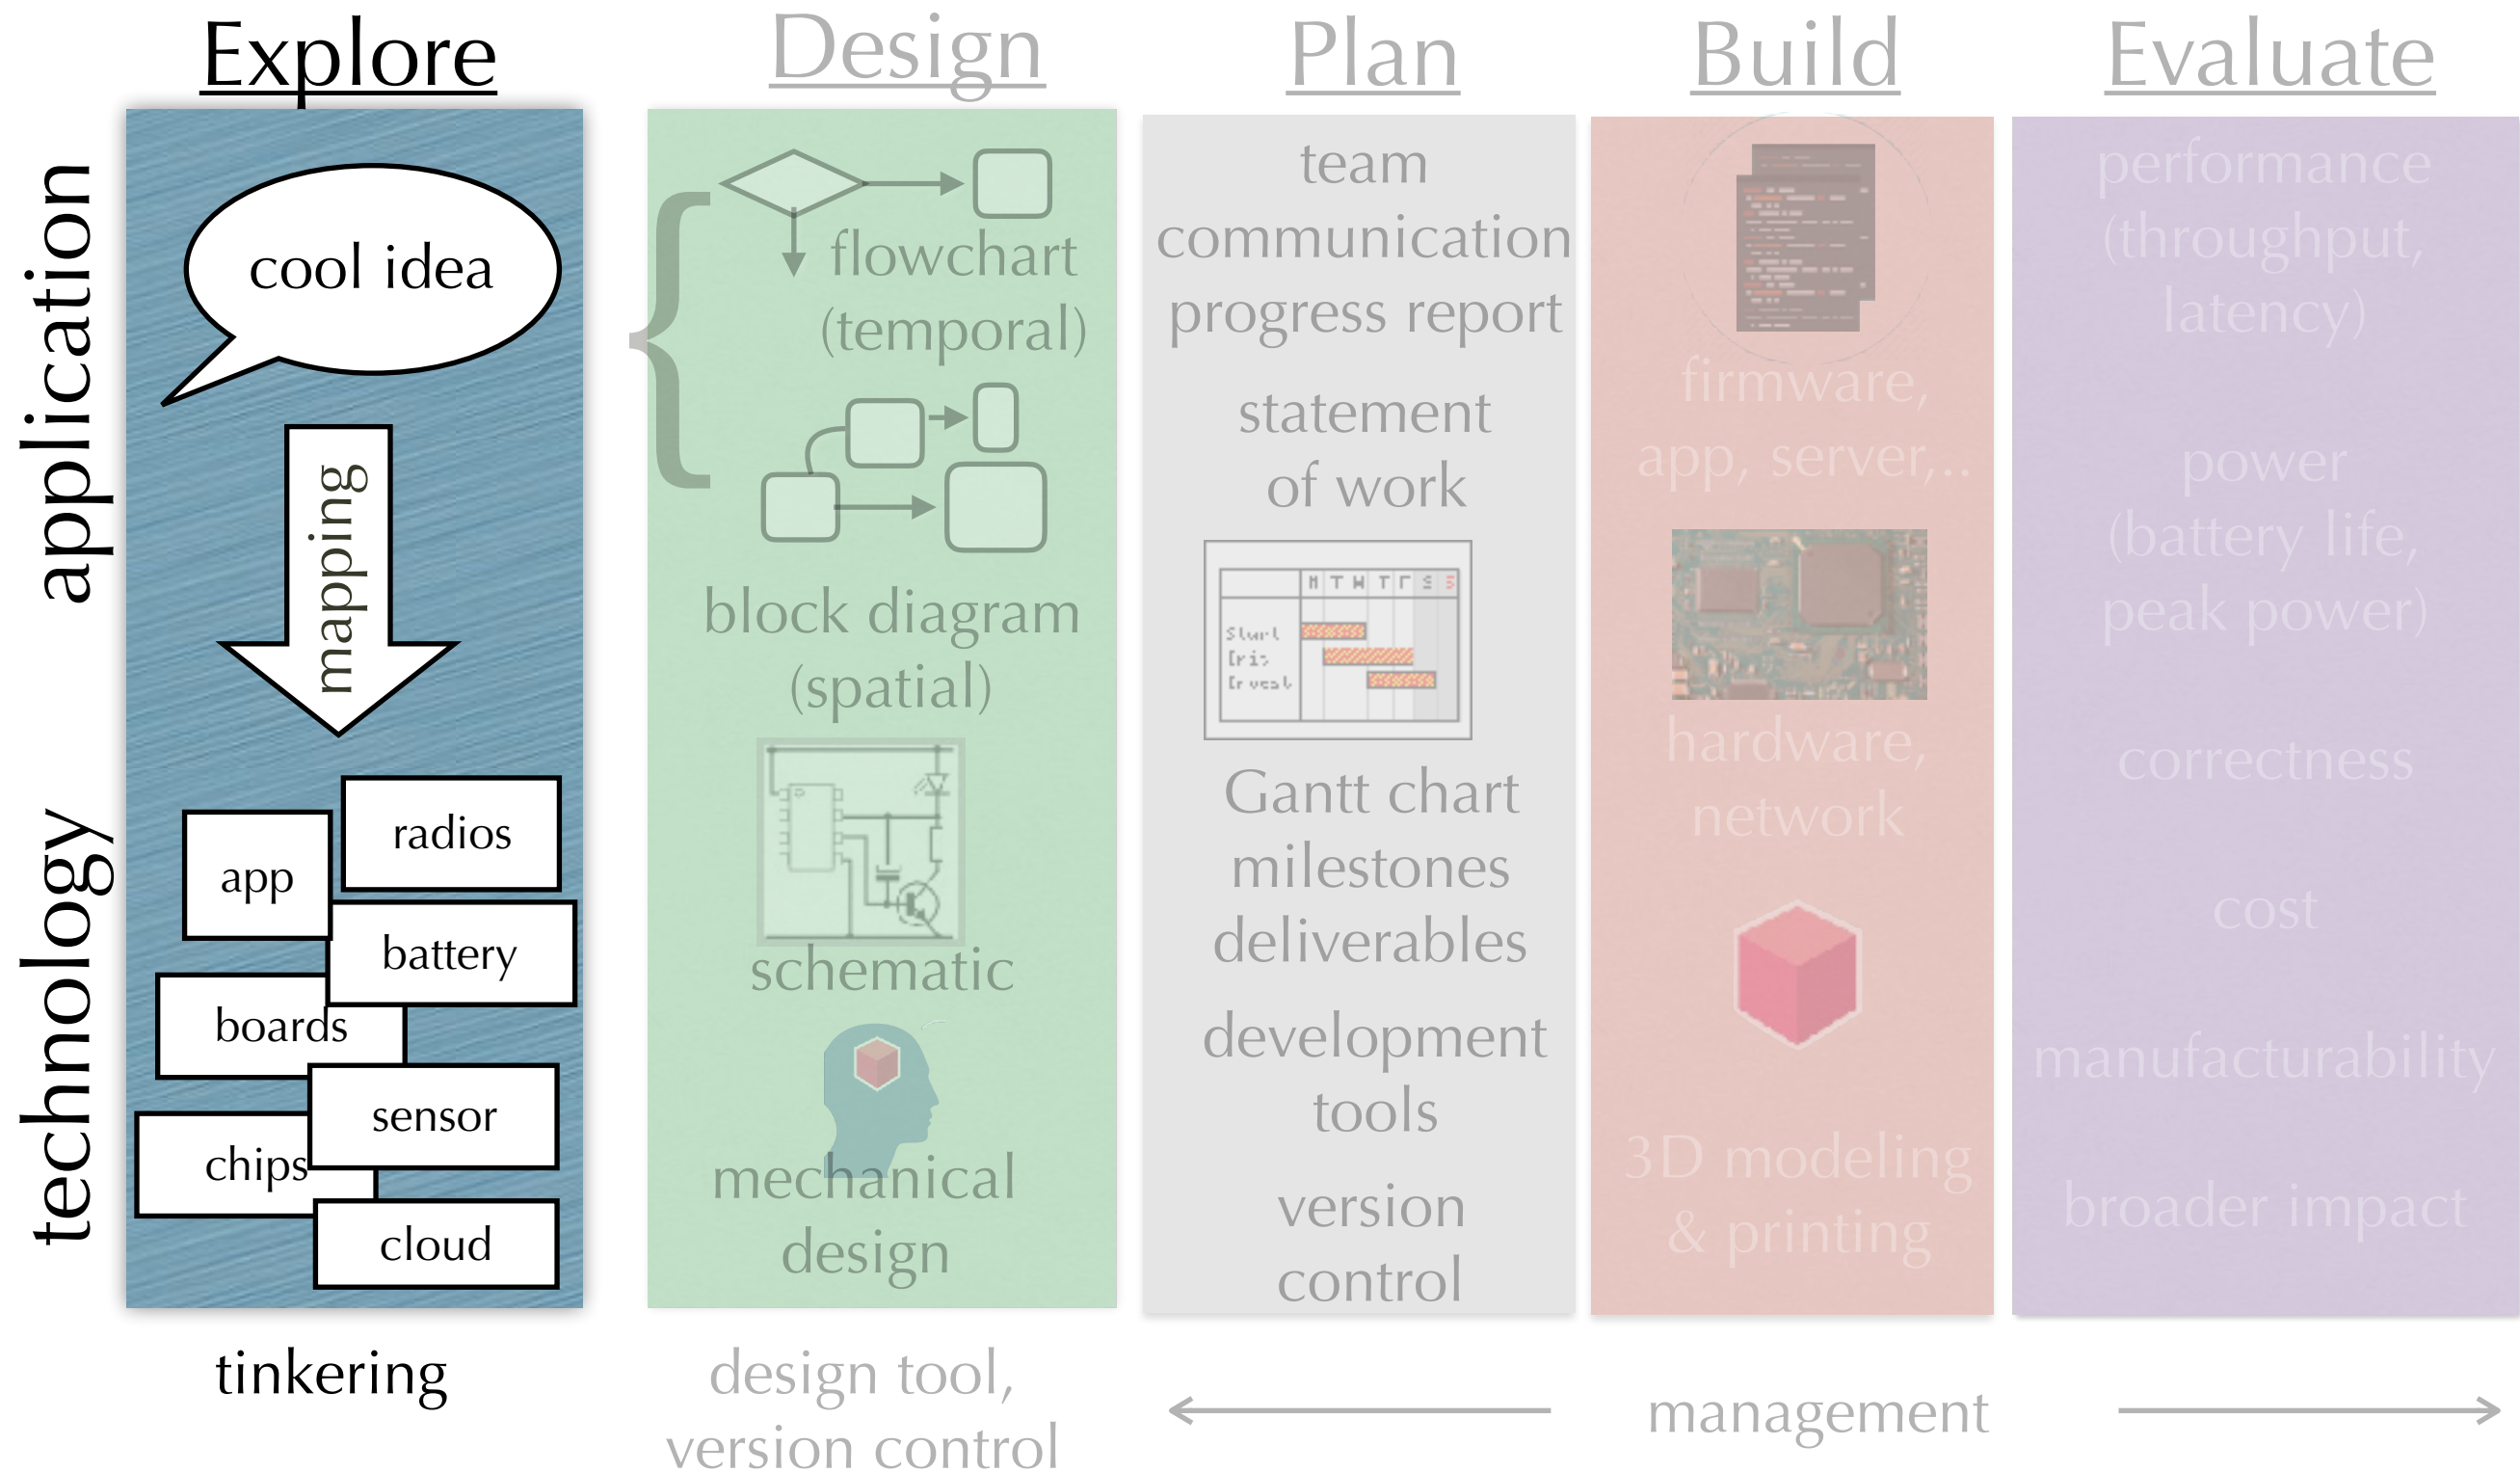 Explore
Design
Plan
Build
Evaluate
application
technology
cool idea
mapping
app
radios
battery
boards
sensor
chips
cloud
tinkering
{
flowchart
(temporal)
block diagram
(spatial)
schematic
mechanical
design
design tool,
version control
team
communication
progress report
statement
of work
M T W T F S S
Gantt chart
milestones
deliverables
development
tools
version
control
firmware,
app, server,..
hardware,
network
3D modeling
& printing
management
performance
(throughput,
latency)
power
(battery life,
peak power)
correctness
cost
manufacturability
broader impact